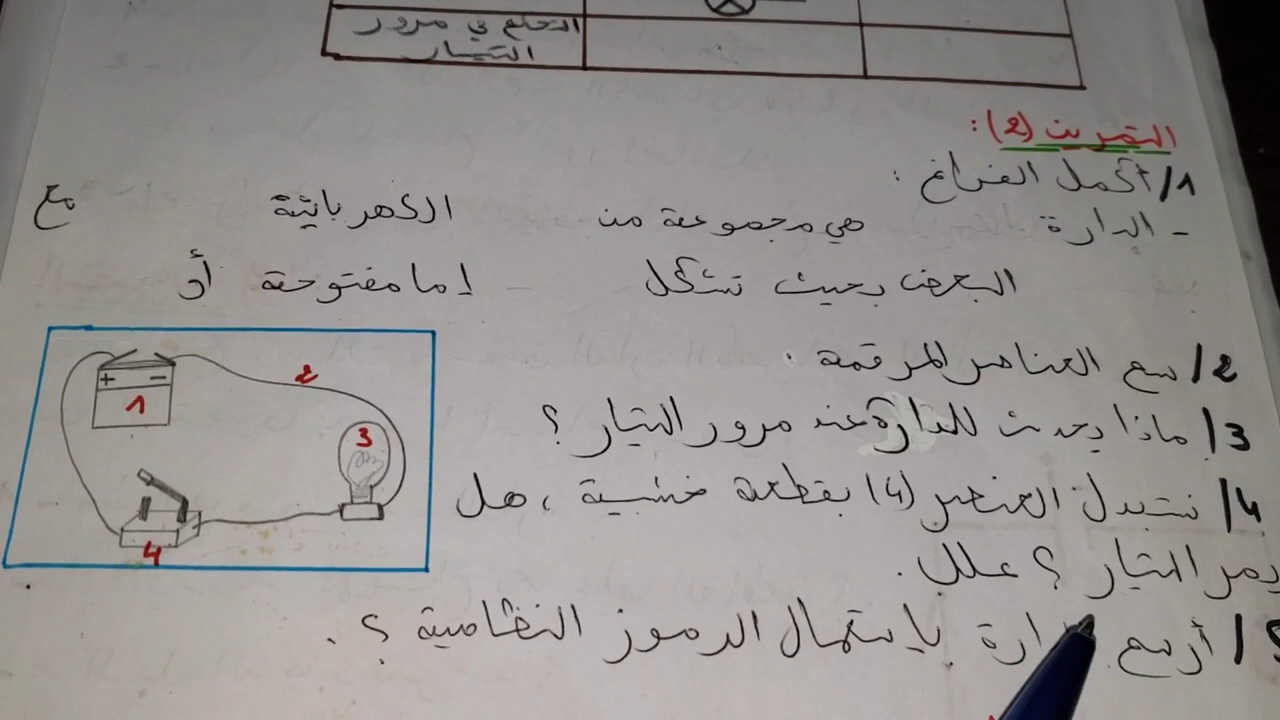 التحكم في مرور
التيار
التمرين (2):
1/ أكمل الفراغ :
- الدارة هي مجموعة من الكهربائية مع
البعض بحيث تشكل إما مفتوحة أو
2/ سم العناصر المرقمة .
3/ ماذا يحدث للدارة عند مرور التيار ؟
4/ نستبدل العنصر (4) بقطعة خشبية ، هل
يمر التيار ؟ علل .
5/ أرسم باستعمال الرموز النظامية ؟ .
+ −
1
2
3
4